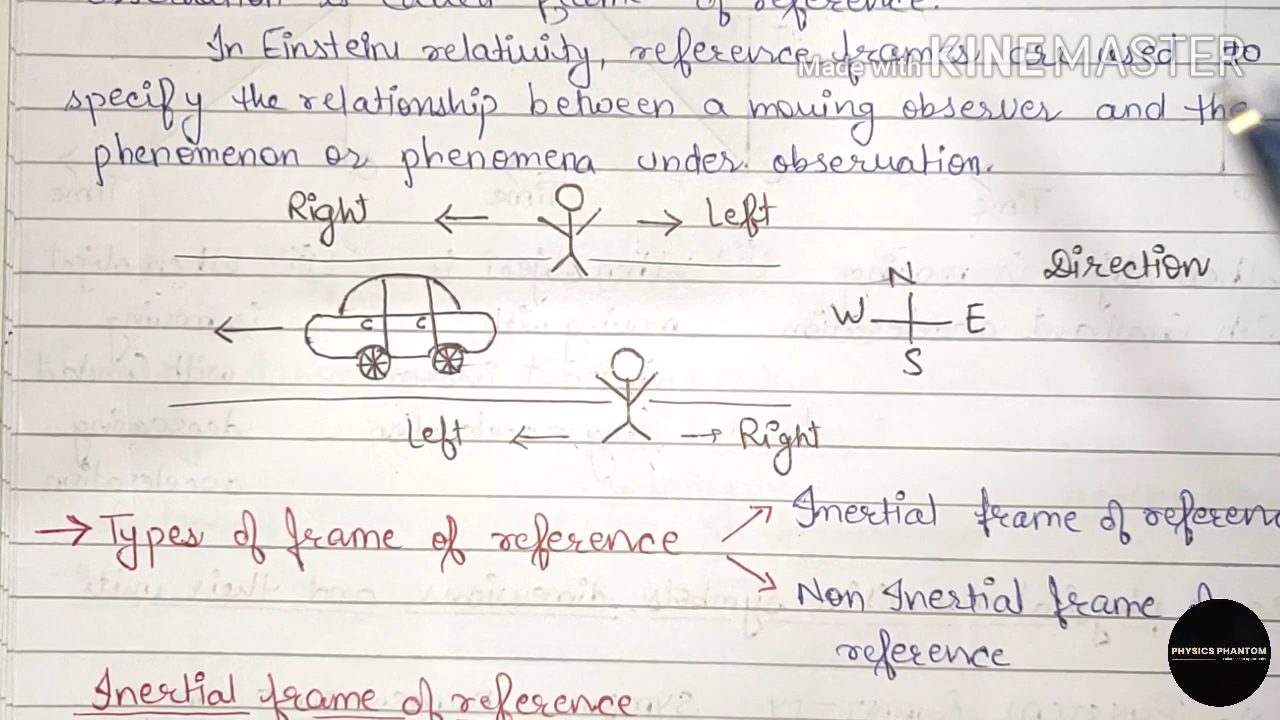 of reference.
In Einstein relativity, reference frames are used to
specify the relationship between a moving observer and the
phenomenon or phenomena under observation.
Made with KINEMASTER
Right ← → Left
Direction
N
W E
S
C C
Left ← → Right
→ Types of frame of reference
Inertial frame of referen
Non Inertial frame
reference
PHYSICS PHANTOM
Inertial frame of reference